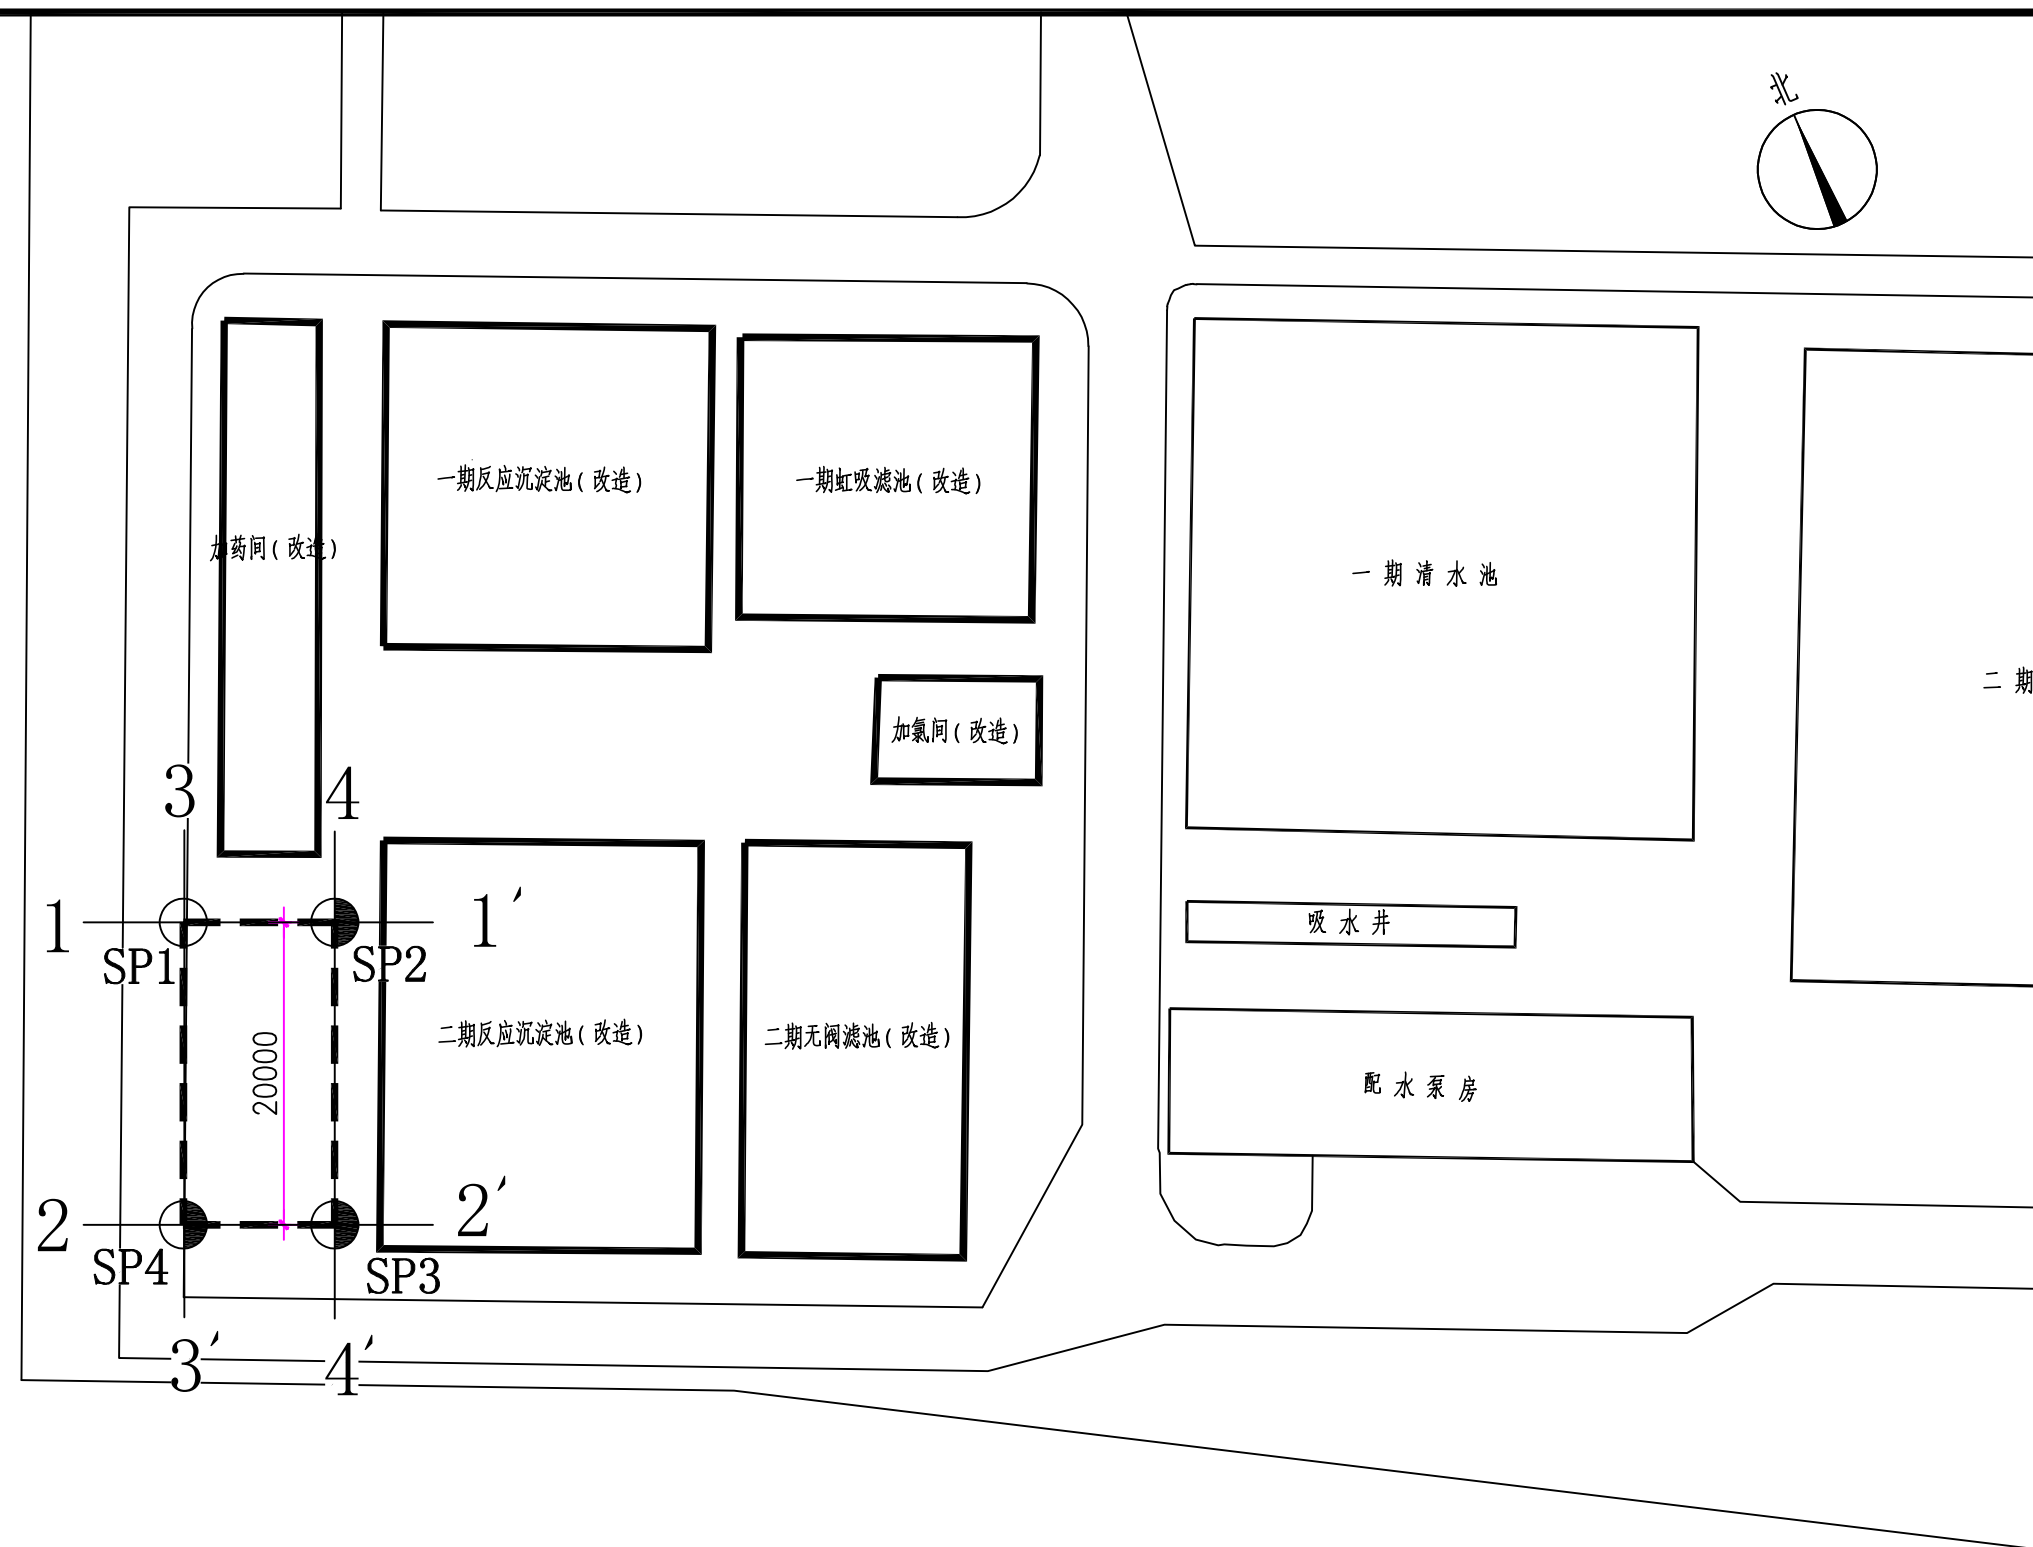 北
一期反应沉淀池(改造)
一期虹吸滤池(改造)
加药间(改造)
一期清水池
二期
加氯间(改造)
3
4
1
1′
SP1
SP2
吸水井
20000
二期反应沉淀池(改造)
二期无阀滤池(改造)
配水泵房
2
2′
SP4
SP3
3′
4′